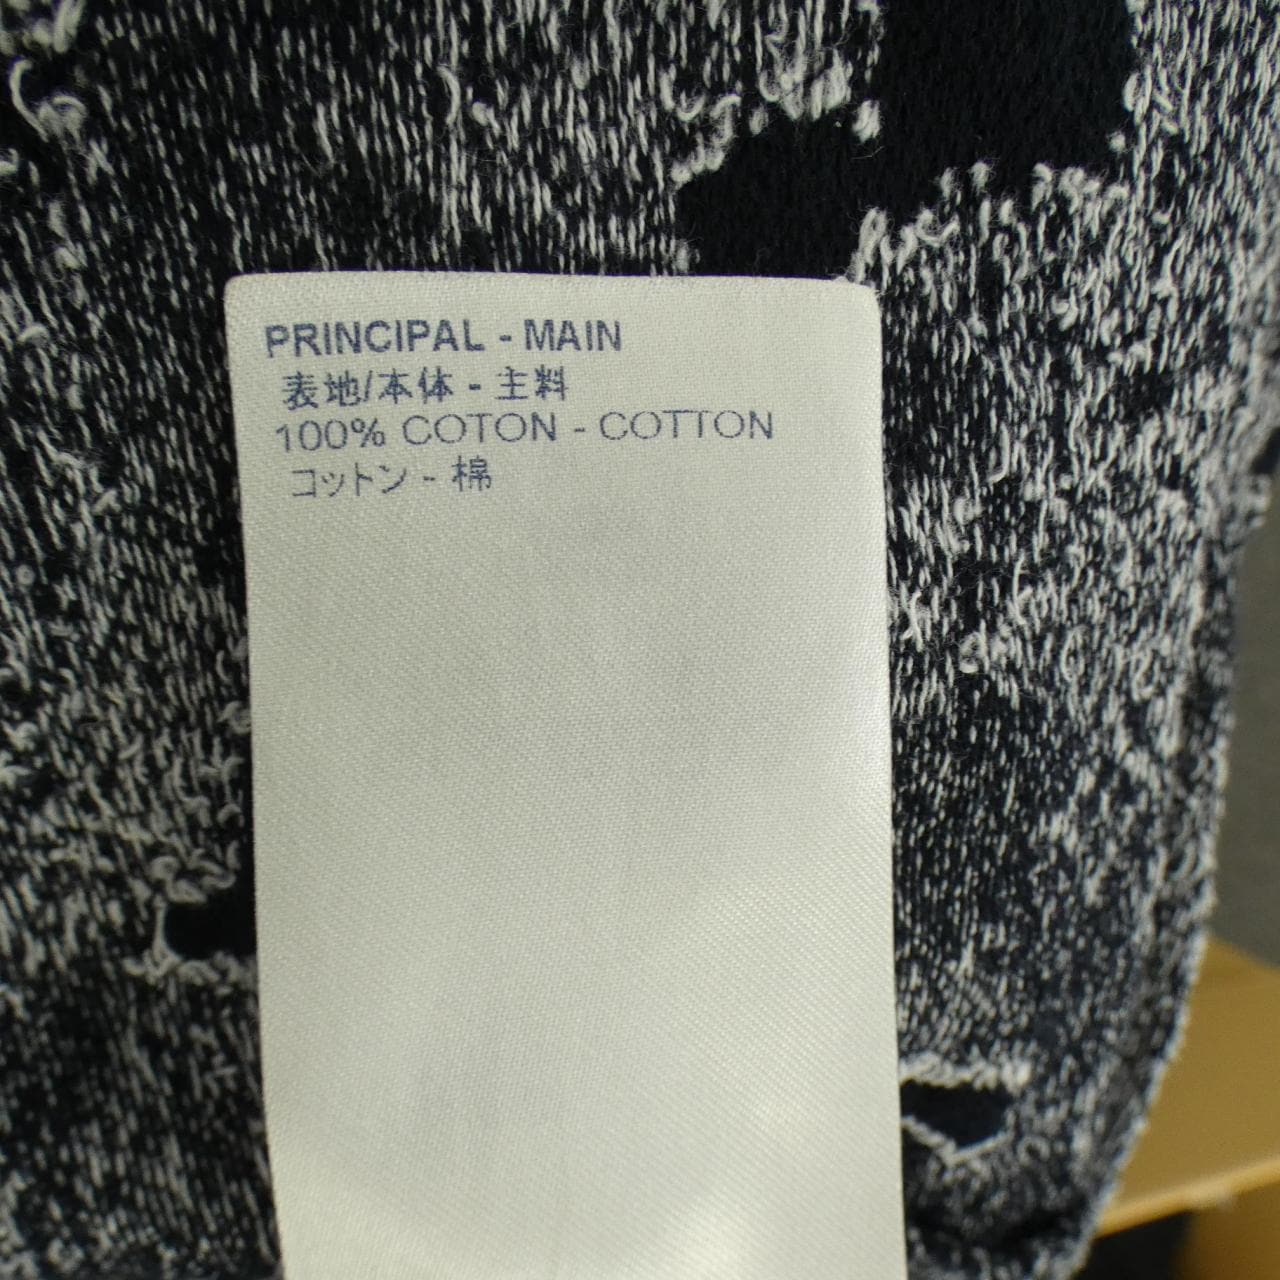 PRINCIPAL - MAIN
表地/本体 - 主料
100% COTON - COTTON
コットン - 棉